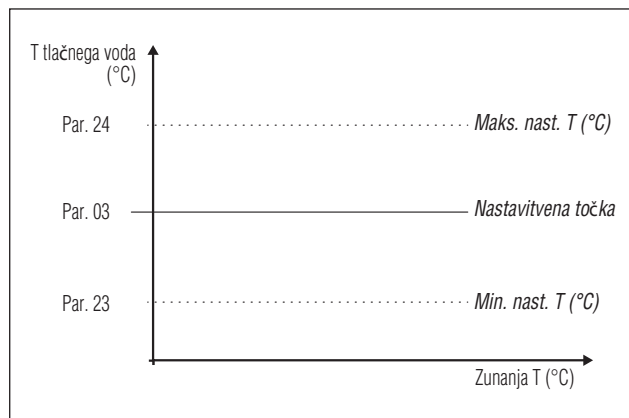 T tlačnega voda
(°C)
Par. 24
Maks. nast. T (°C)
Par. 03
Nastavitvena točka
Par. 23
Min. nast. T (°C)
Zunanja T (°C)